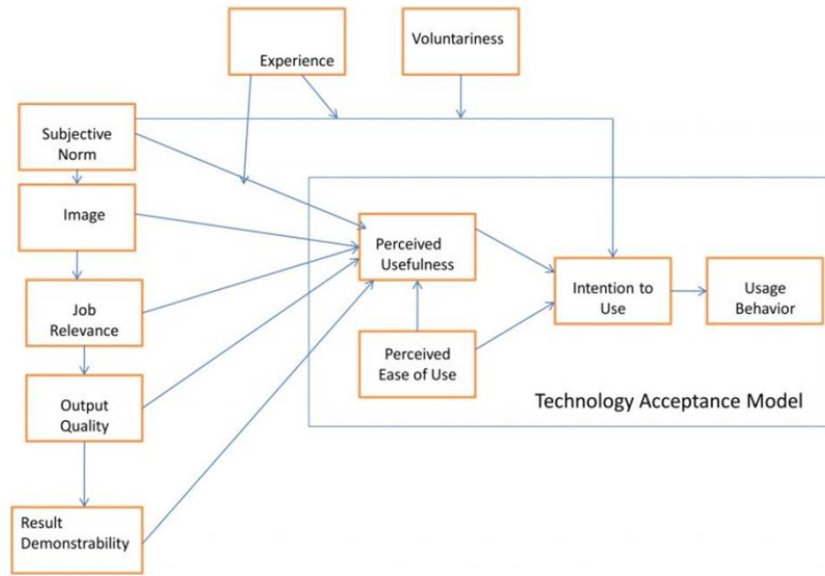 Experience
Voluntariness
Subjective
Norm
Image
Job
Relevance
Output
Quality
Result
Demonstrability
Perceived
Usefulness
Perceived
Ease of Use
Intention to
Use
Usage
Behavior
Technology Acceptance Model